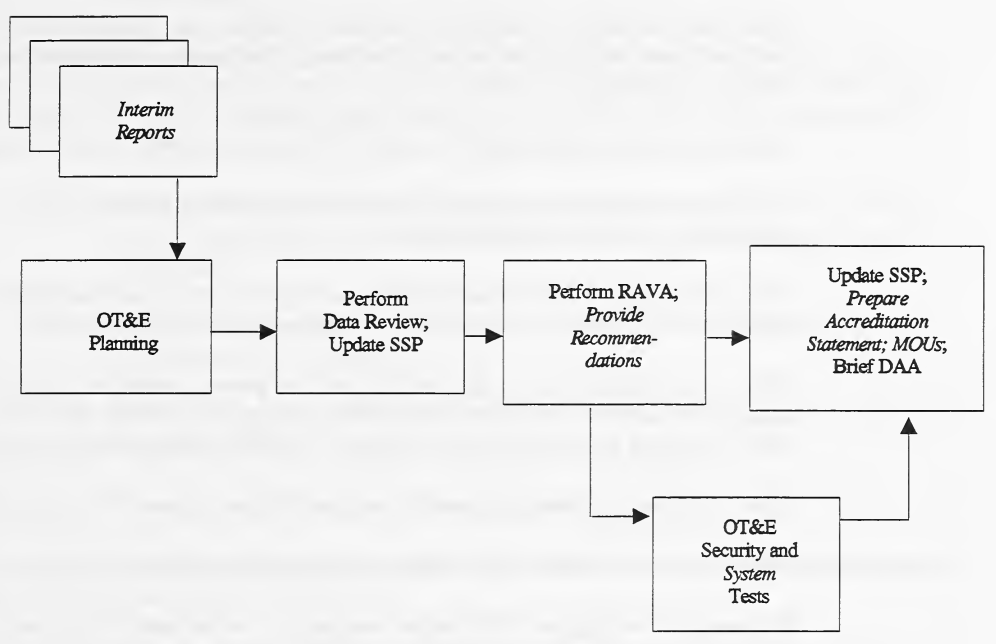 Interim
Reports
OT&E
Planning
Perform
Data Review;
Update SSP
Perform RAVA;
Provide
Recommen-
dations
Update SSP;
Prepare
Accreditation
Statement; MOUs;
Brief DAA
OT&E
Security and
System
Tests